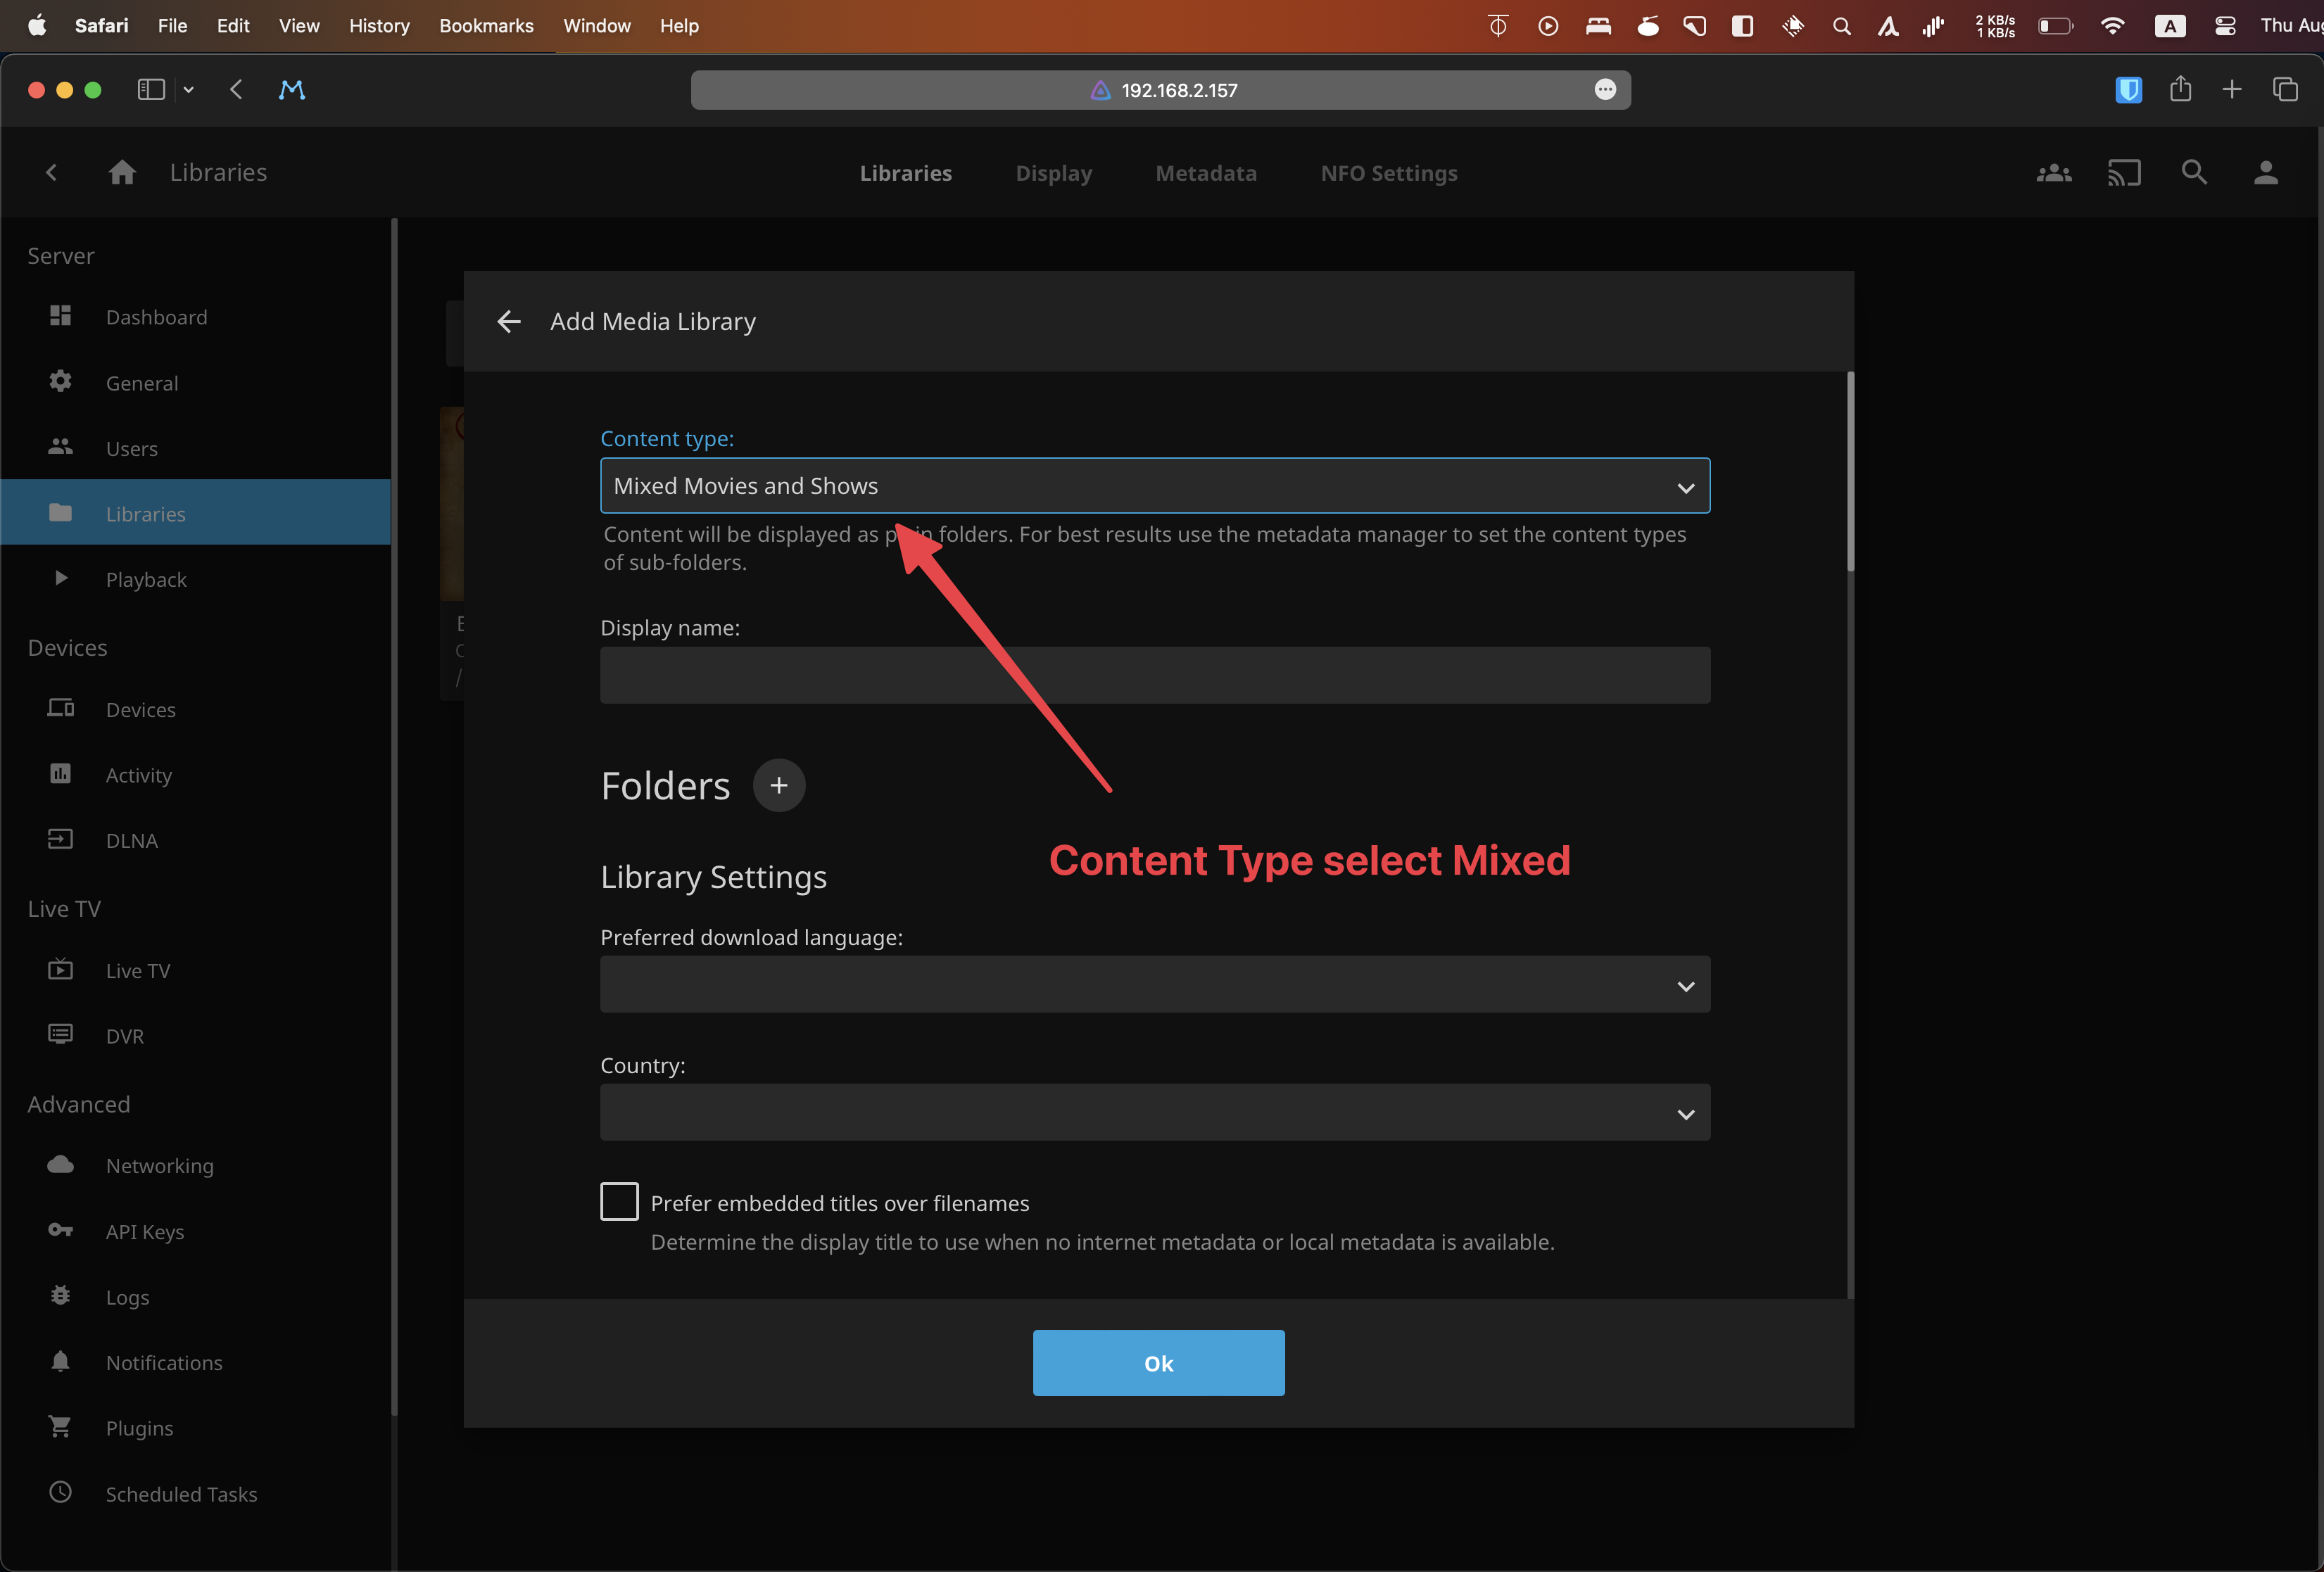 Safari File Edit View History Bookmarks Window Help
2 KB/s
1 KB/s
A
Thu Aug
192.168.2.157
Libraries
Libraries Display Metadata NFO Settings
Server
Dashboard
General
Users
Libraries
Playback
Devices
Devices
Activity
DLNA
Live TV
Live TV
DVR
Advanced
Networking
API Keys
Logs
Notifications
Plugins
Scheduled Tasks
Add Media Library
Content type:
Mixed Movies and Shows
Content will be displayed as plain folders. For best results use the metadata manager to set the content types
of sub-folders.
Display name:
Folders
Content Type select Mixed
Library Settings
Preferred download language:
Country:
Prefer embedded titles over filenames
Determine the display title to use when no internet metadata or local metadata is available.
Ok